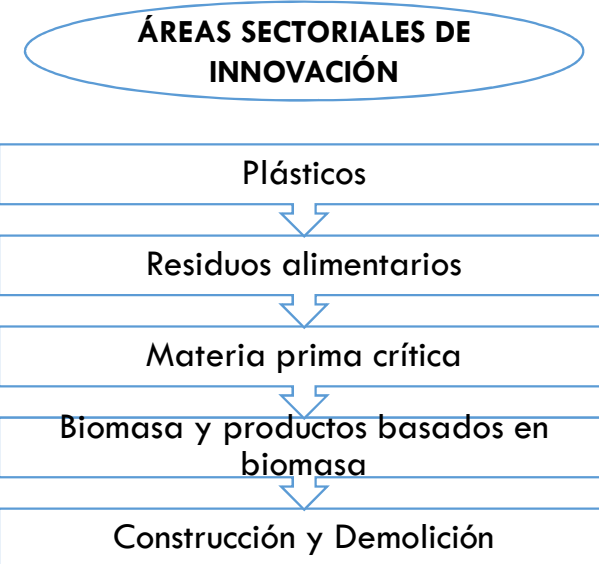 ÁREAS SECTORIALES DE
INNOVACIÓN
Plásticos
Residuos alimentarios
Materia prima crítica
Biomasa y productos basados en
biomasa
Construcción y Demolición